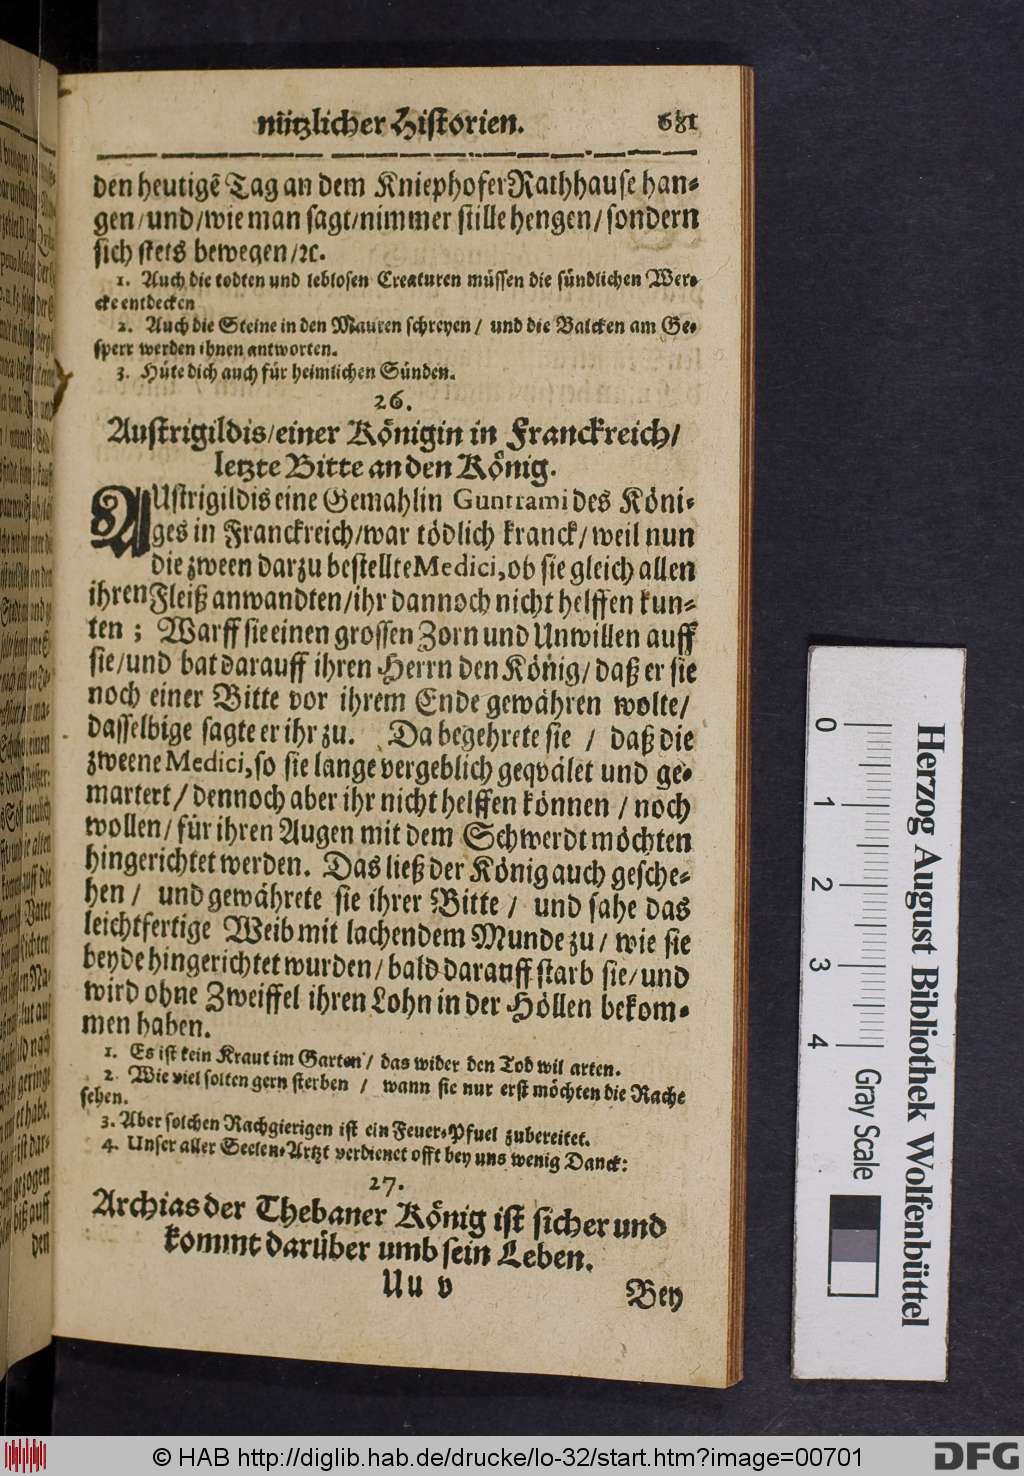 nützlicher Historien. 681
den heutigē Tag an dem Kniephofer Rathhause han-
gen/und/wie man sagt/nimmer stille hengen/sondern
sich stets bewegen/ꝛc.
1. Auch die todten und leblosen Creaturen müssen die sündlichen Wer-
cke entdecken
2. Auch die Steine in den Mauren schreyen/ und die Balcken am Ge-
sperr werden ihnen antworten.
3. Hüte dich auch für heimlichen Sünden.
26.
Austrigildis/einer Königin in Franckreich/
letzte Bitte an den König.
AUstrigildis eine Gemahlin Guntrami des Köni-
ges in Franckreich/war tödlich kranck/weil nun
die zween darzu bestellte Medici, ob sie gleich allen
ihren Fleiß anwandten/ihr dannoch nicht helffen kun-
ten; Warff sie einen grossen Zorn und Unwillen auff
sie/und bat darauff ihren Herrn den König/daß er sie
noch einer Bitte vor ihrem Ende gewähren wolte/
dasselbige sagte er ihr zu. Da begehrete sie / daß die
zweene Medici, so sie lange vergeblich geqvälet und ge-
martert/dennoch aber ihr nicht helffen können / noch
wollen/für ihren Augen mit dem Schwerdt möchten
hingerichtet werden. Das ließ der König auch gesche-
hen/ und gewährete sie ihrer Bitte/ und sahe das
leichtfertige Weib mit lachendem Munde zu/ wie sie
beyde hingerichtet wurden/bald darauff starb sie/und
wird ohne Zweiffel ihren Lohn in der Höllen bekom-
men haben.
1. Es ist kein Kraut im Garten/ das wider den Tod wil arten.
2. Wie viel solten gern sterben / wann sie nur erst möchten die Rache
sehen.
3. Aber solchen Rachgierigen ist ein Feuer-Pfuel zubereitet.
4. Unser aller Seelen-Artzt verdienet offt bey uns wenig Danck:
27.
Archias der Thebaner König ist sicher und
kommt darüber umb sein Leben.
Uu v Bey
0 1 2 3 4
Herzog August Bibliothek Wolfenbüttel
Gray Scale
© HAB http://diglib.hab.de/drucke/lo-32/start.htm?image=00701
DFG